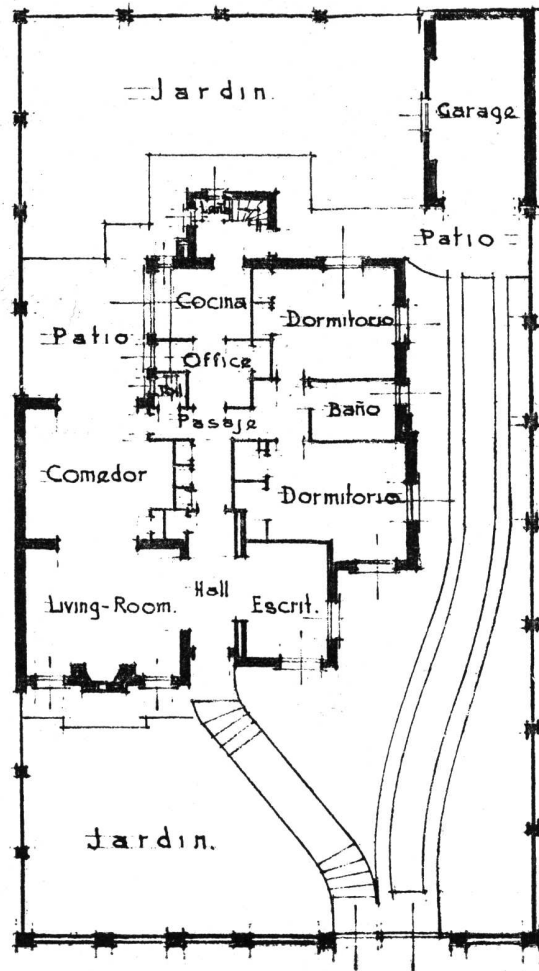 Jardin.
Garage
Patio
Cocina
Dormitorio
Patio
Office
Baño
Pasaje
Comedor
Dormitorio
Hall
Living-Room.
Escrit.
Jardin.